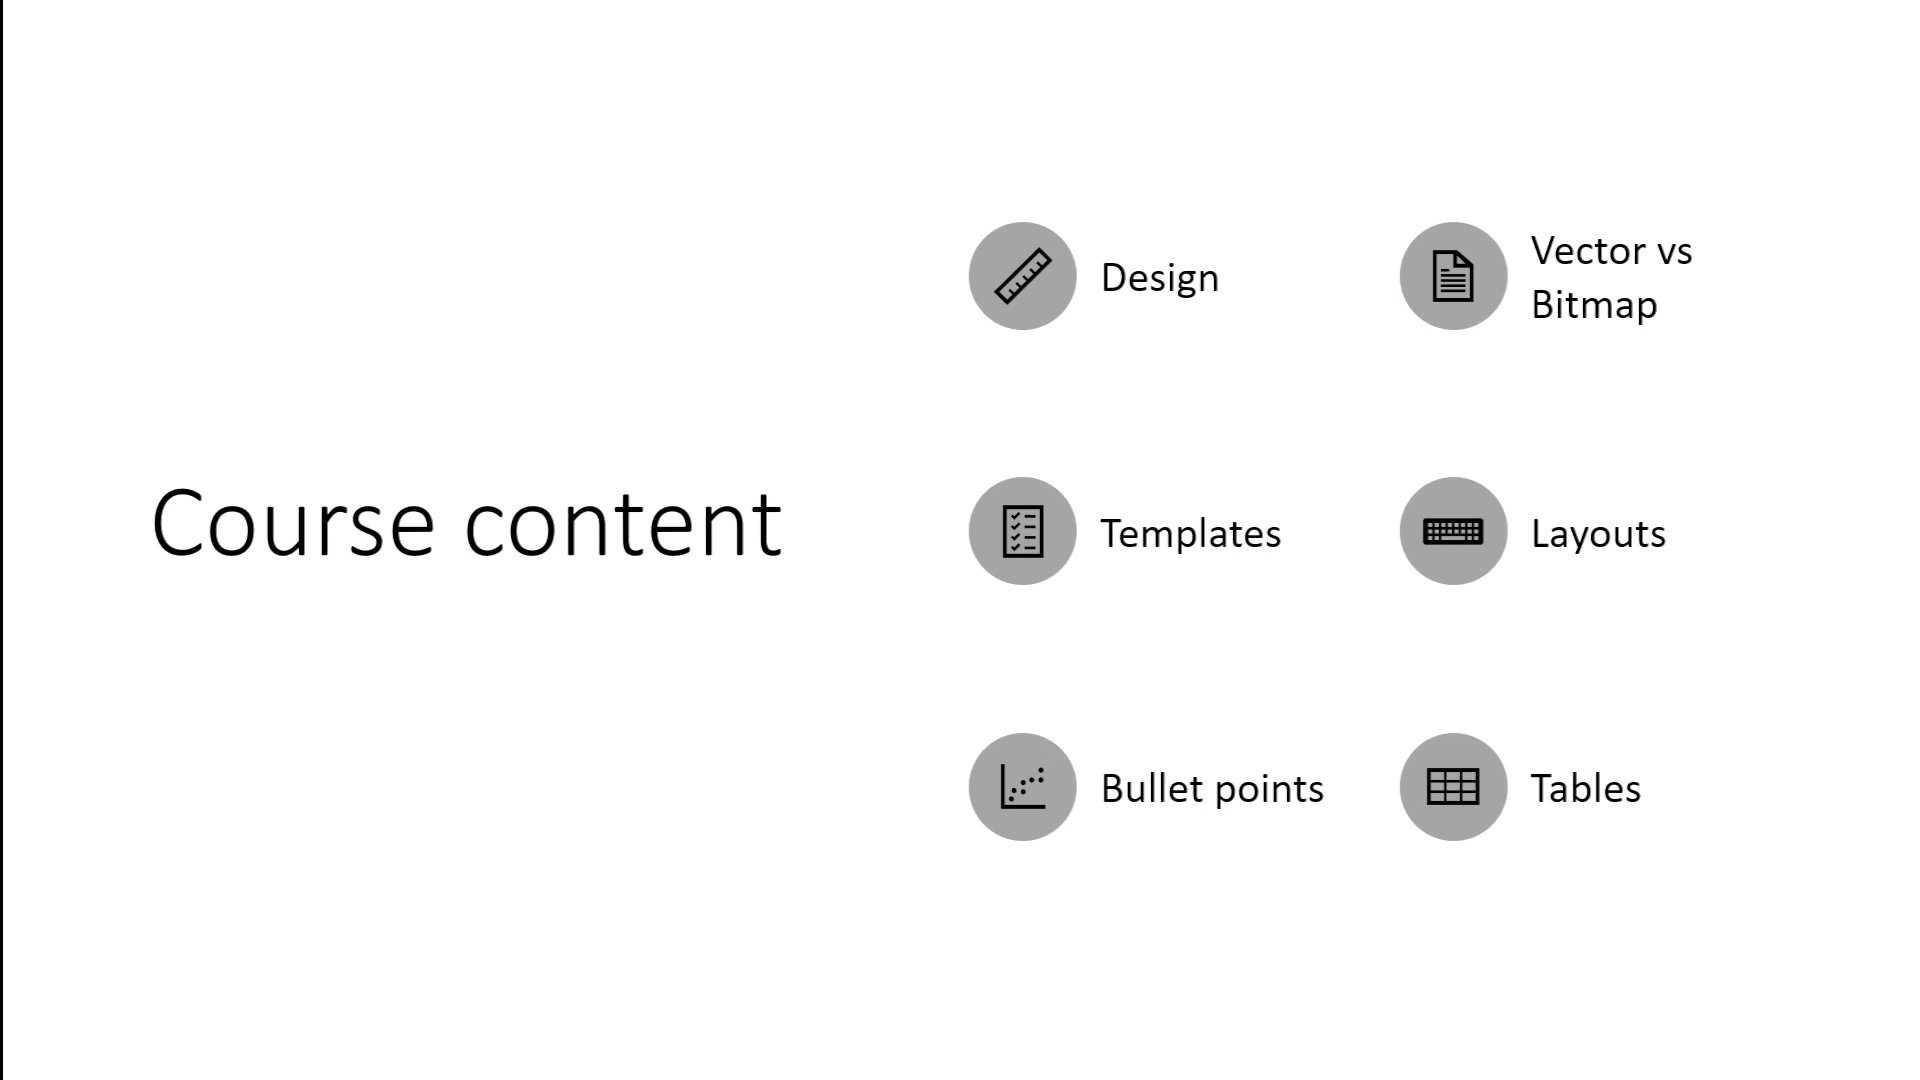 Course content
Design
Vector vs
Bitmap
Templates
Layouts
Bullet points
Tables